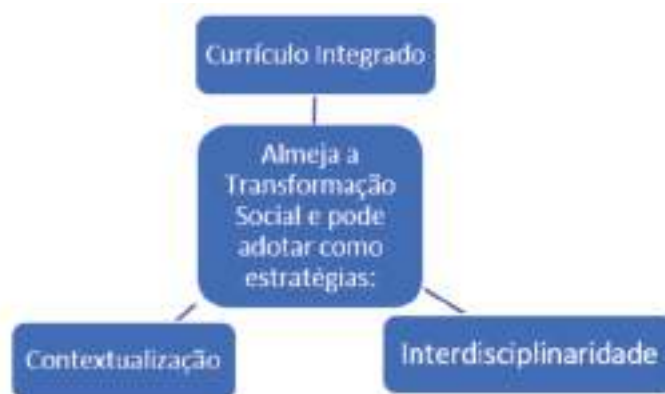 Currículo Integrado
Almeja a
Transformação
Social e pode
adotar como
estratégias:
Contextualização
Interdisciplinaridade